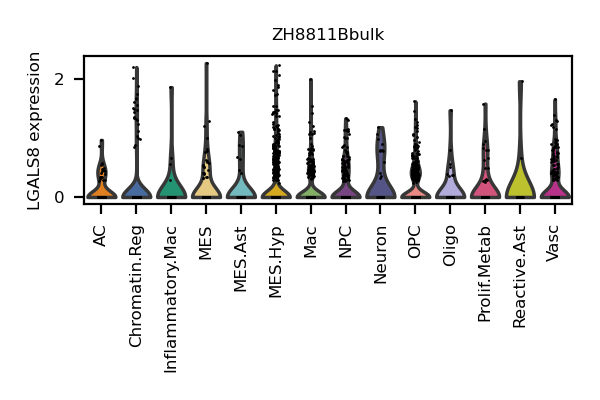 ZH8811Bbulk
LGALS8 expression
2
0
AC
Chromatin.Reg
Inflammatory.Mac
MES
MES.Ast
MES.Hyp
Mac
NPC
Neuron
OPC
Oligo
Prolif.Metab
Reactive.Ast
Vasc